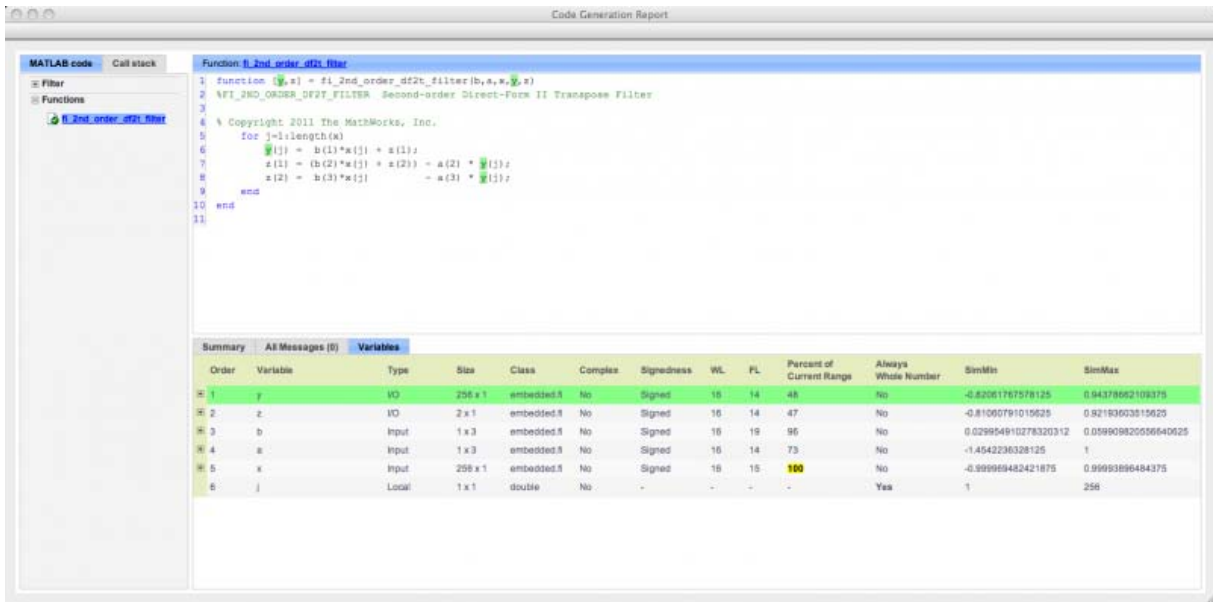 Code Generation Report
MATLAB code Call stack
Filter
Functions
fi_2nd_order_df2t_filter
Function: fi_2nd_order_df2t_filter
1 function [y,z] = fi_2nd_order_df2t_filter(b,a,x,y,z)
2 %FI_2ND_ORDER_DF2T_FILTER Second-order Direct-Form II Transpose Filter
3
4 % Copyright 2011 The MathWorks, Inc.
5 for j=1:length(x)
6 y(j) = b(1)*x(j) + z(1);
7 z(1) = (b(2)*x(j) + z(2)) - a(2) * y(j);
8 z(2) = b(3)*x(j) - a(3) * y(j);
9 end
10 end
11
Summary All Messages (0) Variables
Order Variable Type Size Class Complex Signedness WL FL Percent of Current Range Always Whole Number SimMin SimMax
1 y I/O 256 x 1 embedded.fi No Signed 16 14 48 No -0.82061767578125 0.94378662109375
2 z I/O 2 x 1 embedded.fi No Signed 16 14 47 No -0.81060791015625 0.92193603515625
3 b Input 1 x 3 embedded.fi No Signed 16 19 96 No 0.029954910278320312 0.059909820556640625
4 a Input 1 x 3 embedded.fi No Signed 16 14 73 No -1.4542236328125 1
5 x Input 256 x 1 embedded.fi No Signed 16 15 100 No -0.999969482421875 0.99993896484375
6 j Local 1 x 1 double No - - - - Yes 1 256